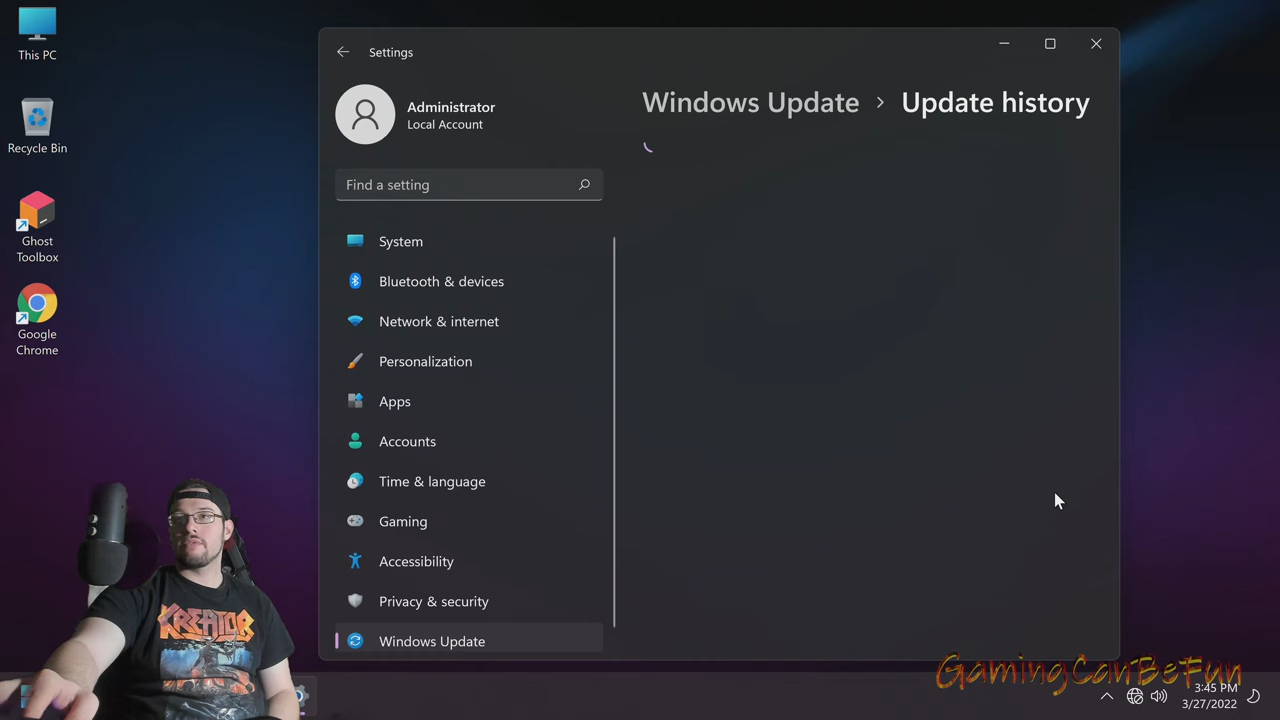 This PC
Recycle Bin
Ghost
Toolbox
Google
Chrome
Settings
Administrator
Local Account
Find a setting
System
Bluetooth & devices
Network & internet
Personalization
Apps
Accounts
Time & language
Gaming
Accessibility
Privacy & security
Windows Update
Windows Update > Update history
KREATOR
GamingCanBeFun
3:45 PM
3/27/2022